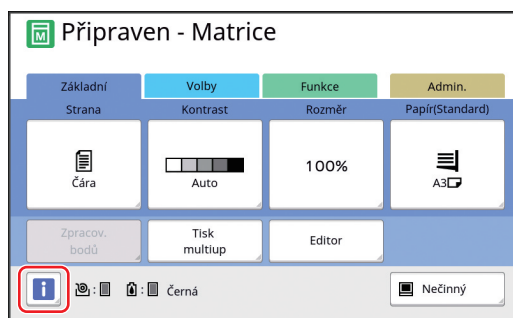 Připraven - Matrice
Základní Volby Funkce Admin.
Strana Kontrast Rozměr Papír(Standard)
Čára Auto 100% A3
Zpracov. bodů
Tisk multiup
Editor
i : : Černá Nečinný